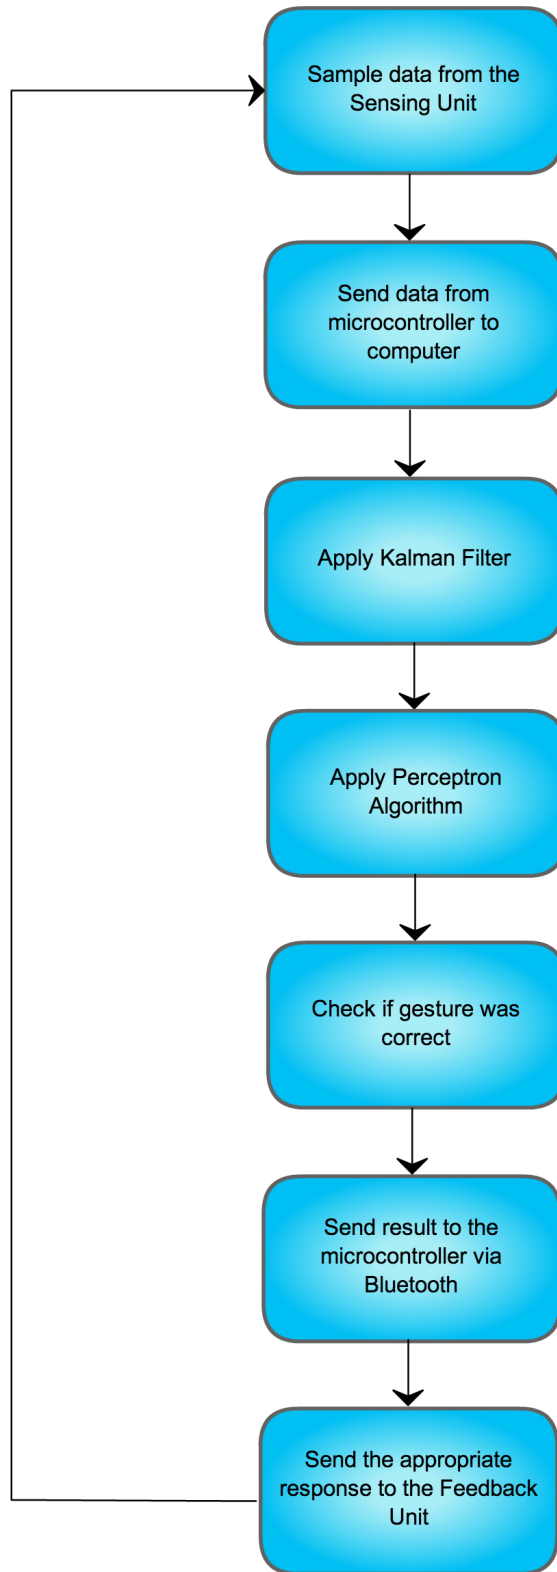 Sample data from the
Sensing Unit
Send data from
microcontroller to
computer
Apply Kalman Filter
Apply Perceptron
Algorithm
Check if gesture was
correct
Send result to the
microcontroller via
Bluetooth
Send the appropriate
response to the Feedback
Unit